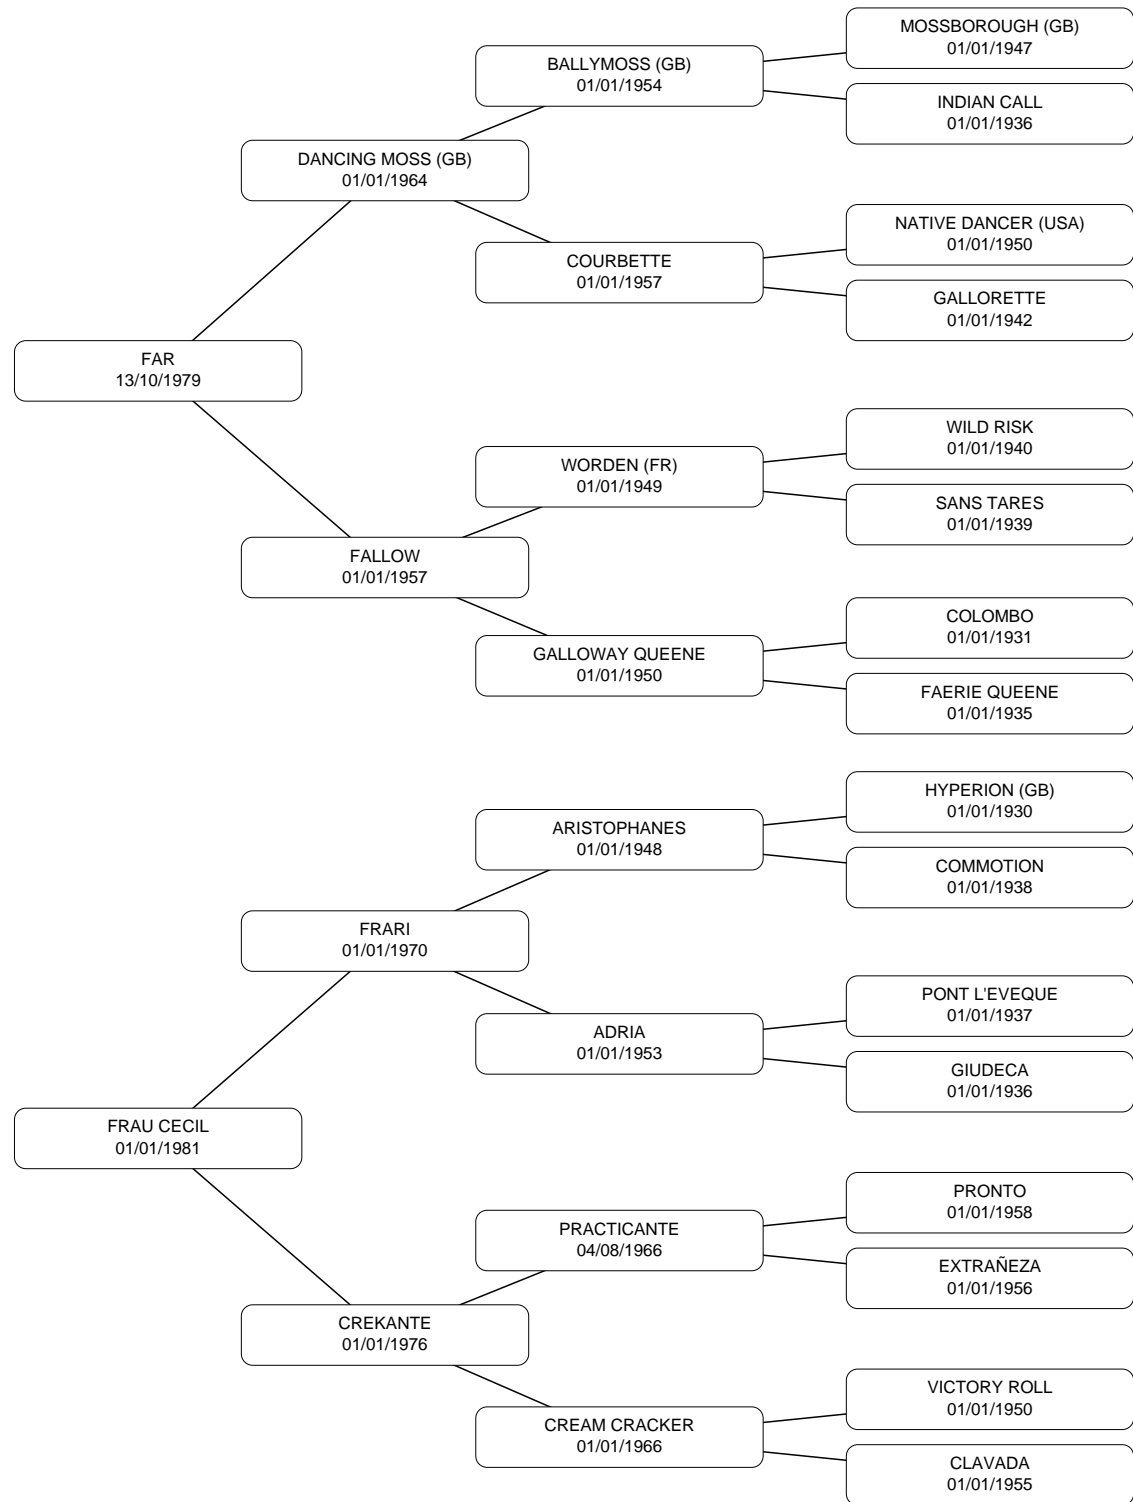 MOSSBOROUGH (GB)
01/01/1947
BALLYMOSS (GB)
01/01/1954
INDIAN CALL
01/01/1936
DANCING MOSS (GB)
01/01/1964
NATIVE DANCER (USA)
01/01/1950
COURBETTE
01/01/1957
GALLORETTE
01/01/1942
FAR
13/10/1979
WILD RISK
01/01/1940
WORDEN (FR)
01/01/1949
SANS TARES
01/01/1939
FALLOW
01/01/1957
COLOMBO
01/01/1931
GALLOWAY QUEENE
01/01/1950
FAERIE QUEENE
01/01/1935
HYPERION (GB)
01/01/1930
ARISTOPHANES
01/01/1948
COMMOTION
01/01/1938
FRARI
01/01/1970
PONT L'EVEQUE
01/01/1937
ADRIA
01/01/1953
GIUDECA
01/01/1936
FRAU CECIL
01/01/1981
PRONTO
01/01/1958
PRACTICANTE
04/08/1966
EXTRAÑEZA
01/01/1956
CREKANTE
01/01/1976
VICTORY ROLL
01/01/1950
CREAM CRACKER
01/01/1966
CLAVADA
01/01/1955